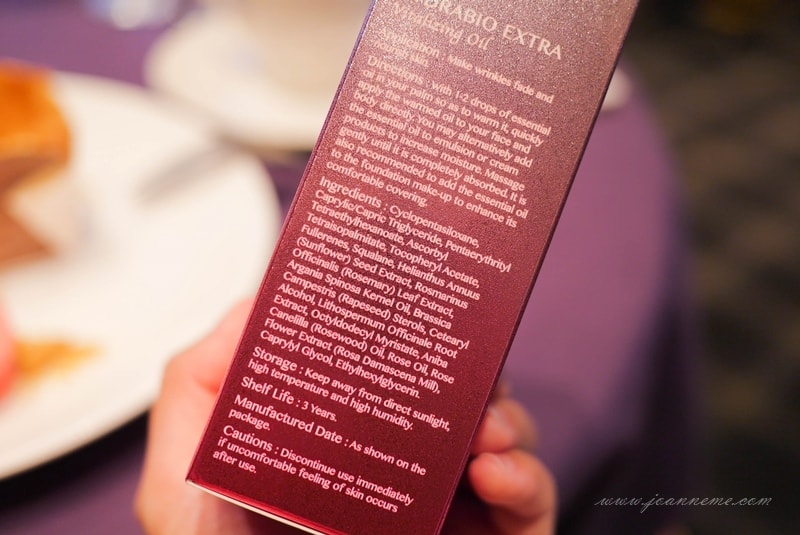 DRABIO EXTRA
Vitalizing Oil
Application : Make wrinkles fade and
nourish skin.
Directions : With 1-2 drops of essential
oil in your palm so as to warm it, quickly
apply the warmed oil to your face and
body directly. You may alternatively add
the essential oil to emulsion or cream
products to increase moisture. Massage
gently until it is completely absorbed. It is
also recommended to add the essential oil
to the foundation make-up to enhance its
comfortable covering.
Ingredients : Cyclopentasiloxane,
Caprylic/Capric Triglyceride, Pentaerythrityl
Tetraethylhexanoate, Ascorbyl
Tetraisopalmitate, Tocopheryl Acetate,
Fullerenes, Squalane, Helianthus Annuus
(Sunflower) Seed Extract, Rosmarinus
Officinalis (Rosemary) Leaf Extract,
Argania Spinosa Kernel Oil, Brassica
Campestris (Rapeseed) Sterols, Cetearyl
Alcohol, Lithospermum Officinale Root
Extract, Octyldodecyl Myristate, Aniba
Canelilla (Rosewood) Oil, Rose Oil, Rose
Flower Extract (Rosa Damascena Mill),
Caprylyl Glycol, Ethylhexylglycerin.
Storage : Keep away from direct sunlight,
high temperature and high humidity.
Shelf Life : 3 Years.
Manufactured Date : As shown on the
package.
Cautions : Discontinue use immediately
if uncomfortable feeling of skin occurs
after use.
www.joanneme.com